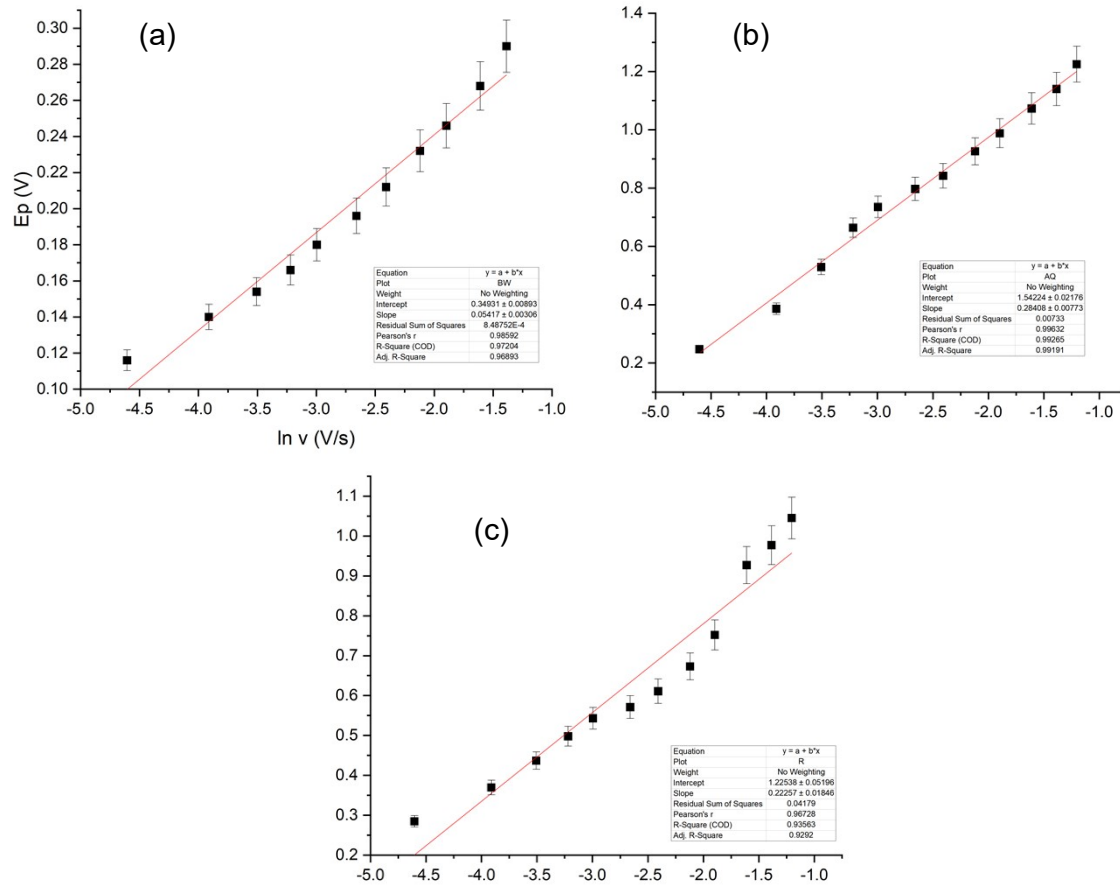 (a)
Ep (V)
0.30
0.28
0.26
0.24
0.22
0.20
0.18
0.16
0.14
0.12
0.10
-5.0 -4.5 -4.0 -3.5 -3.0 -2.5 -2.0 -1.5 -1.0
ln v (V/s)
Equation y = a + b*x
Plot BW
Weight No Weighting
Intercept 0.34931 ± 0.00893
Slope 0.05417 ± 0.00306
Residual Sum of Squares 8.48752E-4
Pearson's r 0.98592
R-Square (COD) 0.97204
Adj. R-Square 0.96893
(b)
1.4
1.2
1.0
0.8
0.6
0.4
0.2
-5.0 -4.5 -4.0 -3.5 -3.0 -2.5 -2.0 -1.5 -1.0
Equation y = a + b*x
Plot AQ
Weight No Weighting
Intercept 1.54224 ± 0.02176
Slope 0.28408 ± 0.00773
Residual Sum of Squares 0.00733
Pearson's r 0.99632
R-Square (COD) 0.99265
Adj. R-Square 0.99191
(c)
1.1
1.0
0.9
0.8
0.7
0.6
0.5
0.4
0.3
0.2
-5.0 -4.5 -4.0 -3.5 -3.0 -2.5 -2.0 -1.5 -1.0
Equation y = a + b*x
Plot R
Weight No Weighting
Intercept 1.22538 ± 0.05196
Slope 0.22257 ± 0.01846
Residual Sum of Squares 0.04179
Pearson's r 0.96728
R-Square (COD) 0.93563
Adj. R-Square 0.9292